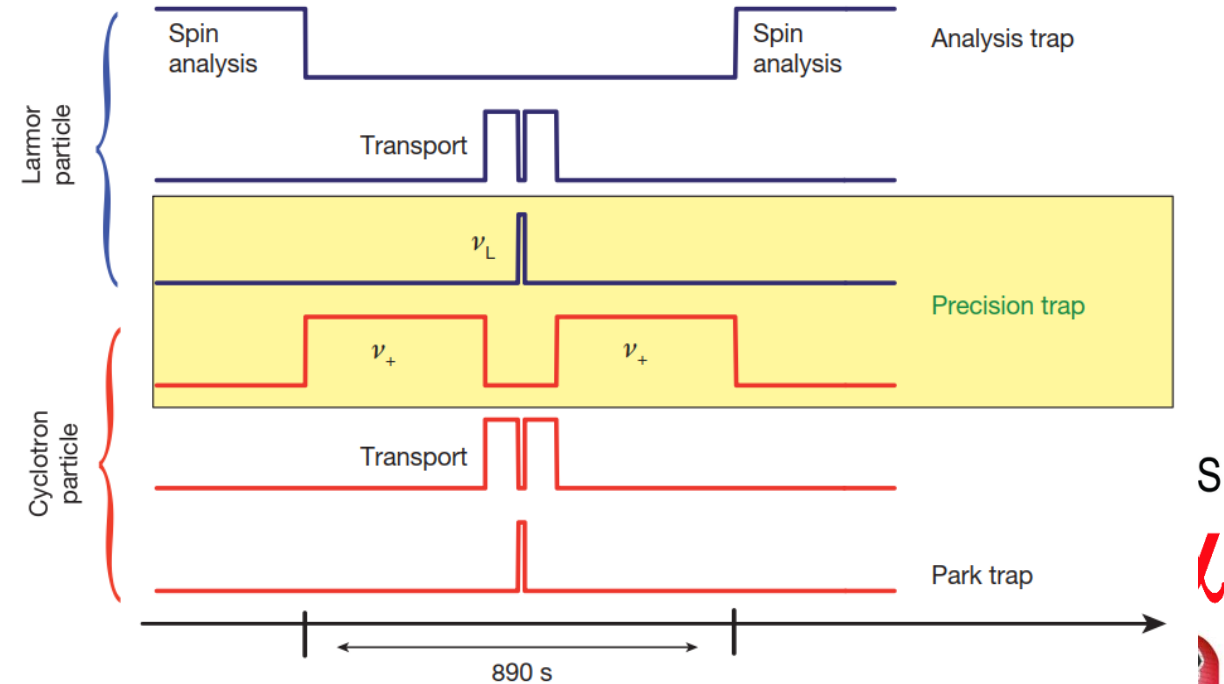 Spin
analysis
Spin
analysis
Analysis trap
Larmor
particle
Transport
ν_L
Precision trap
ν_+
ν_+
Cyclotron
particle
Transport
S
Park trap
890 s